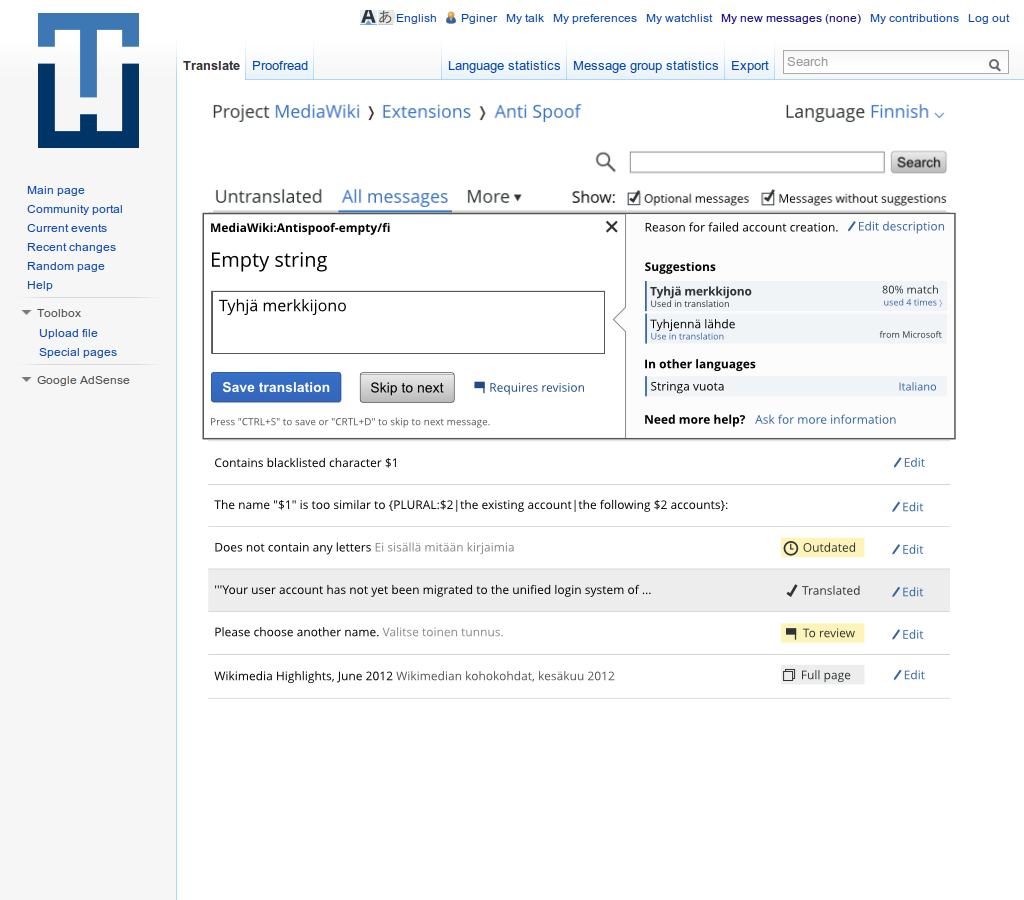 English Pginer My talk My preferences My watchlist My new messages (none) My contributions Log out
Translate Proofread Language statistics Message group statistics Export Search
Project MediaWiki ❯ Extensions ❯ Anti Spoof Language Finnish
Search
Untranslated All messages More ▾ Show: Optional messages Messages without suggestions
Main page
Community portal
Current events
Recent changes
Random page
Help
Toolbox
Upload file
Special pages
Google AdSense
MediaWiki:Antispoof-empty/fi
Empty string
Tyhjä merkkijono
Save translation Skip to next Requires revision
Press "CTRL+S" to save or "CRTL+D" to skip to next message.
Reason for failed account creation. Edit description
Suggestions
Tyhjä merkkijono 80% match
Used in translation used 4 times ⟩
Tyhjennä lähde
Use in translation from Microsoft
In other languages
Stringa vuota Italiano
Need more help? Ask for more information
Contains blacklisted character $1 Edit
The name "$1" is too similar to {PLURAL:$2|the existing account|the following $2 accounts}: Edit
Does not contain any letters Ei sisällä mitään kirjaimia Outdated Edit
'''Your user account has not yet been migrated to the unified login system of ... Translated Edit
Please choose another name. Valitse toinen tunnus. To review Edit
Wikimedia Highlights, June 2012 Wikimedian kohokohdat, kesäkuu 2012 Full page Edit